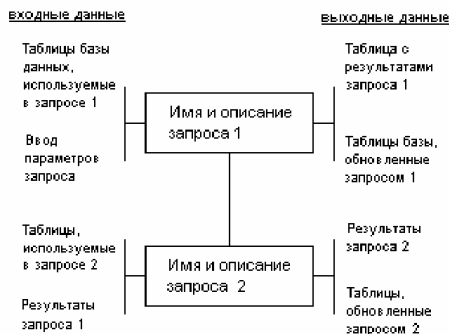 входные данные
выходные данные
Таблицы базы
данных,
используемые
в запросе 1
Ввод
параметров
запроса
Имя и описание
запроса 1
Таблица с
результатами
запроса 1
Таблицы базы,
обновленные
запросом 1
Таблицы,
используемые
в запросе 2
Результаты
запроса 1
Имя и описание
запроса 2
Результаты
запроса 2
Таблицы,
обновленные
запросом 2